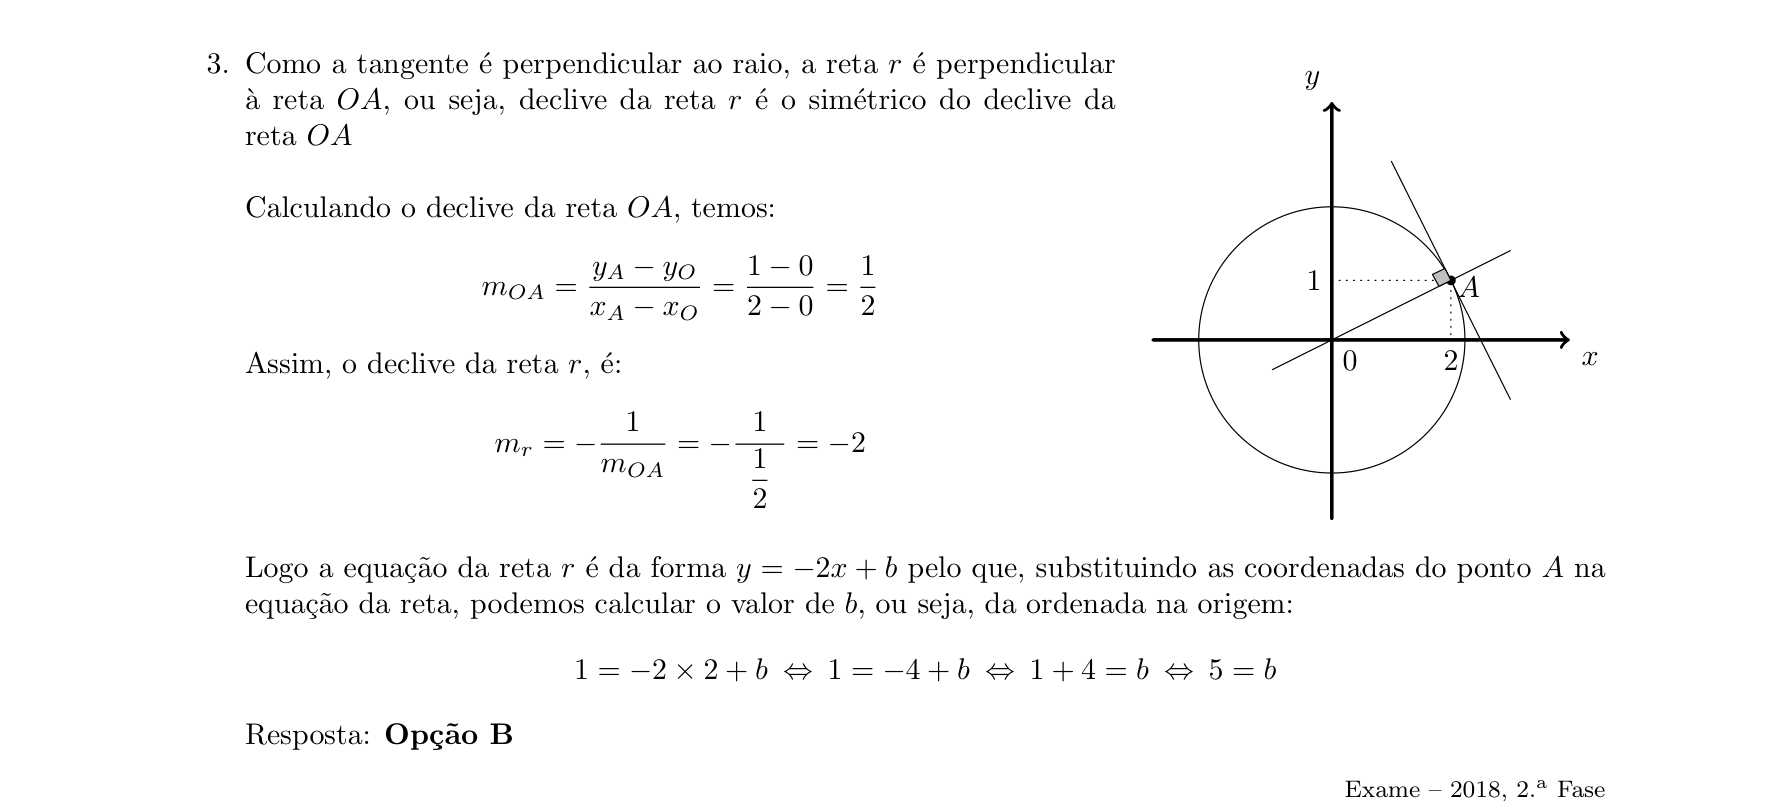 3. Como a tangente é perpendicular ao raio, a reta r é perpendicular
à reta OA, ou seja, declive da reta r é o simétrico do declive da
reta OA
Calculando o declive da reta OA, temos:
m_{OA} = \frac{y_A - y_O}{x_A - x_O} = \frac{1 - 0}{2 - 0} = \frac{1}{2}
Assim, o declive da reta r, é:
m_r = -\frac{1}{m_{OA}} = -\frac{1}{\frac{1}{2}} = -2
y
1
A
0
2
x
Logo a equação da reta r é da forma y = −2x + b pelo que, substituindo as coordenadas do ponto A na
equação da reta, podemos calcular o valor de b, ou seja, da ordenada na origem:
1 = −2 × 2 + b ⇔ 1 = −4 + b ⇔ 1 + 4 = b ⇔ 5 = b
Resposta: Opção B
Exame – 2018, 2.ª Fase